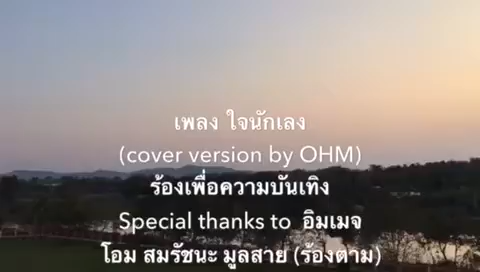 เพลง ใจนักเลง
(cover version by OHM)
ร้องเพื่อความบันเทิง
Special thanks to อิมเมจ
โอม สมรัชนะ มูลสาย (ร้องตาม)